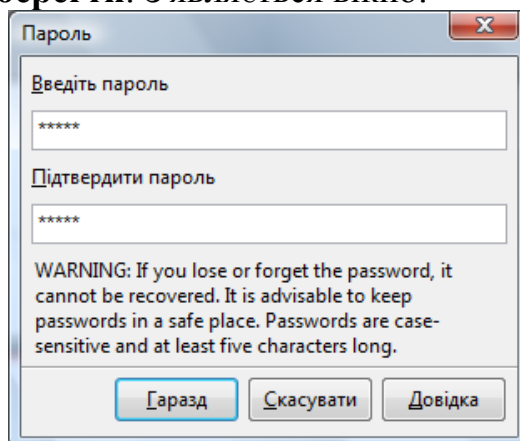 Пароль
Введіть пароль
*****
Підтвердити пароль
*****
WARNING: If you lose or forget the password, it
cannot be recovered. It is advisable to keep
passwords in a safe place. Passwords are case-
sensitive and at least five characters long.
Гаразд Скасувати Довідка